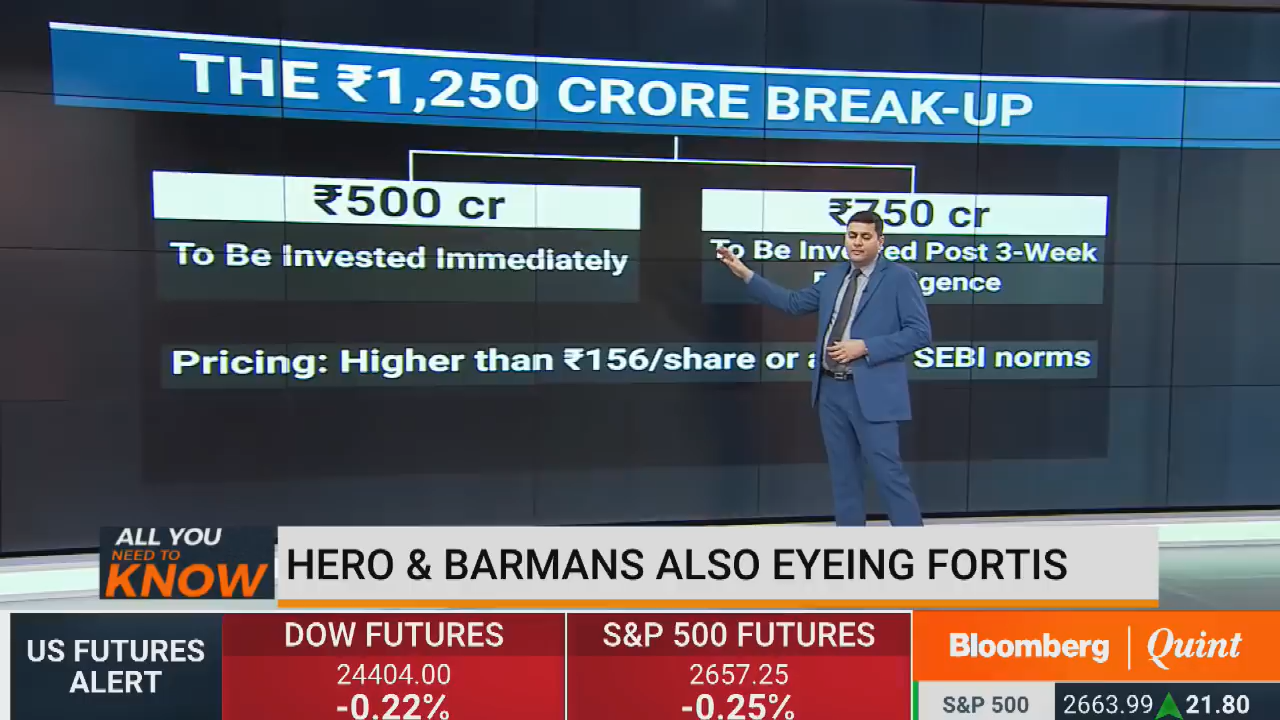 THE ₹1,250 CRORE BREAK-UP
₹500 cr
To Be Invested Immediately
₹750 cr
To Be Invested Post 3-Week
Pricing: Higher than ₹156/share or SEBI norms
ALL YOU
NEED TO
KNOW
HERO & BARMANS ALSO EYEING FORTIS
US FUTURES
ALERT
DOW FUTURES
24404.00
-0.22%
S&P 500 FUTURES
2657.25
-0.25%
Bloomberg | Quint
S&P 500 2663.99 21.80